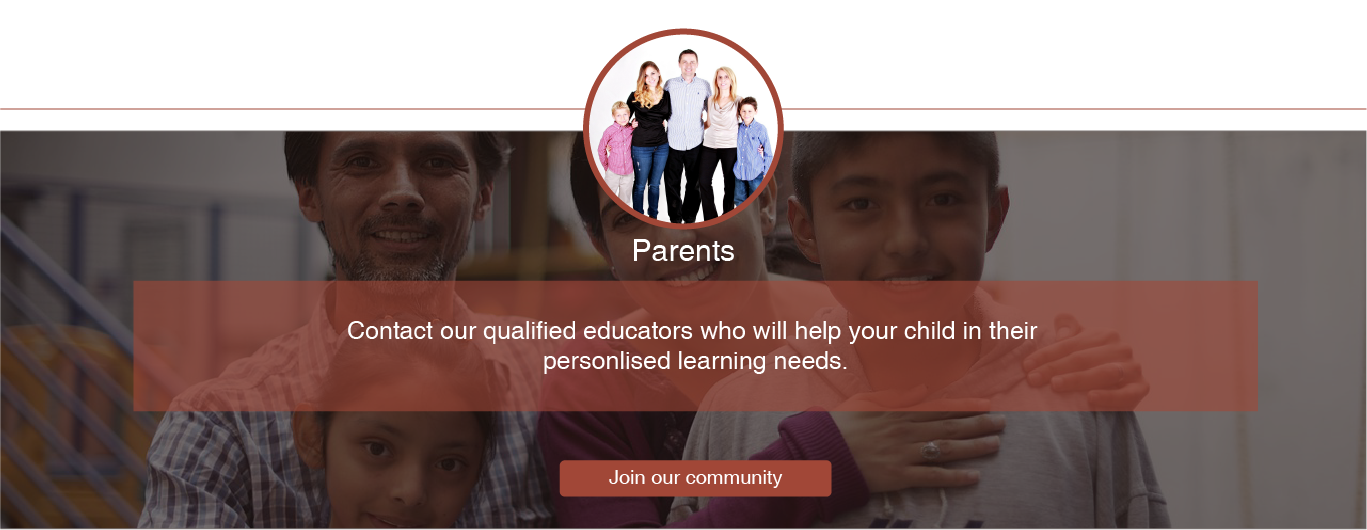 Parents
Contact our qualified educators who will help your child in their
personlised learning needs.
Join our community